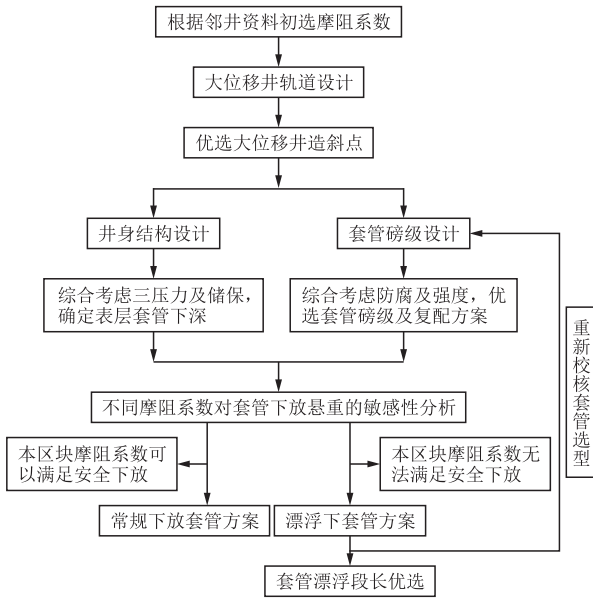 根据邻井资料初选摩阻系数
大位移井轨道设计
优选大位移井造斜点
井身结构设计
套管磅级设计
综合考虑三压力及储保，
确定表层套管下深
综合考虑防腐及强度，优
选套管磅级及复配方案
重新校核套管选型
不同摩阻系数对套管下放悬重的敏感性分析
本区块摩阻系数可
以满足安全下放
本区块摩阻系数无
法满足安全下放
常规下放套管方案
漂浮下套管方案
套管漂浮段长优选